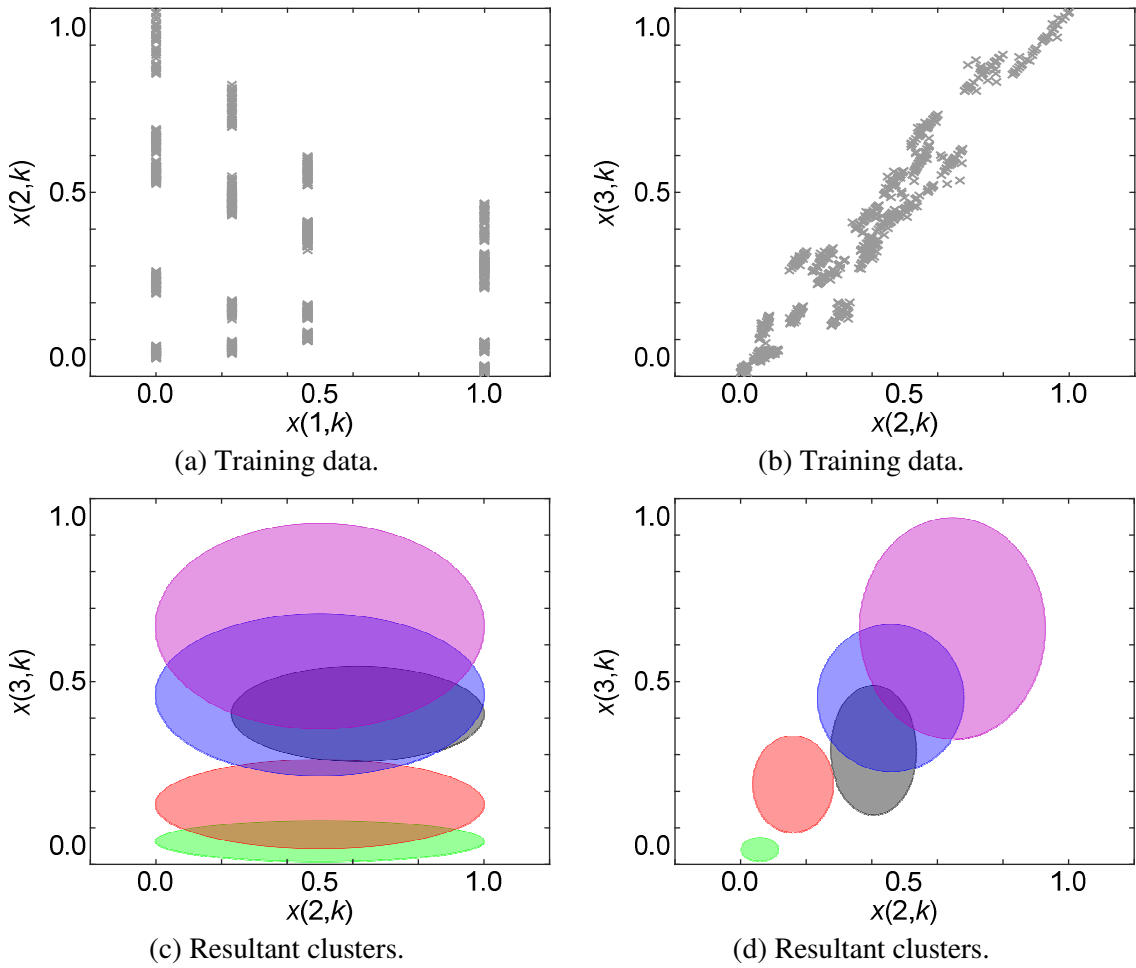 1.0 1.0
x(2,k) x(3,k)
0.5 0.5
0.0 0.0
0.0 0.5 1.0 0.0 0.5 1.0
x(1,k) x(2,k)
(a) Training data. (b) Training data.
1.0 1.0
x(3,k) x(3,k)
0.5 0.5
0.0 0.0
0.0 0.5 1.0 0.0 0.5 1.0
x(2,k) x(2,k)
(c) Resultant clusters. (d) Resultant clusters.